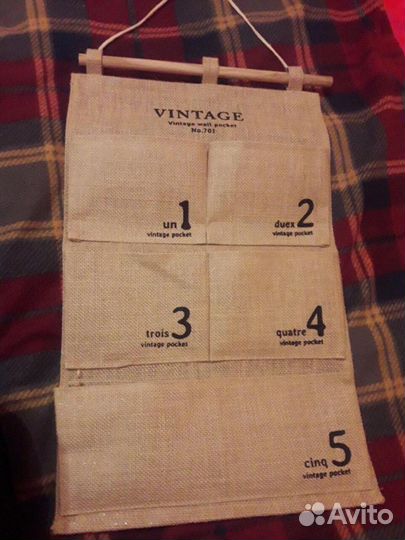 VINTAGE
Vintage wall pocket
No.701
un 1
vintage pocket
duex 2
vintage pocket
trois 3
vintage pocket
quatre 4
vintage pocket
cinq 5
vintage pocket
Avito